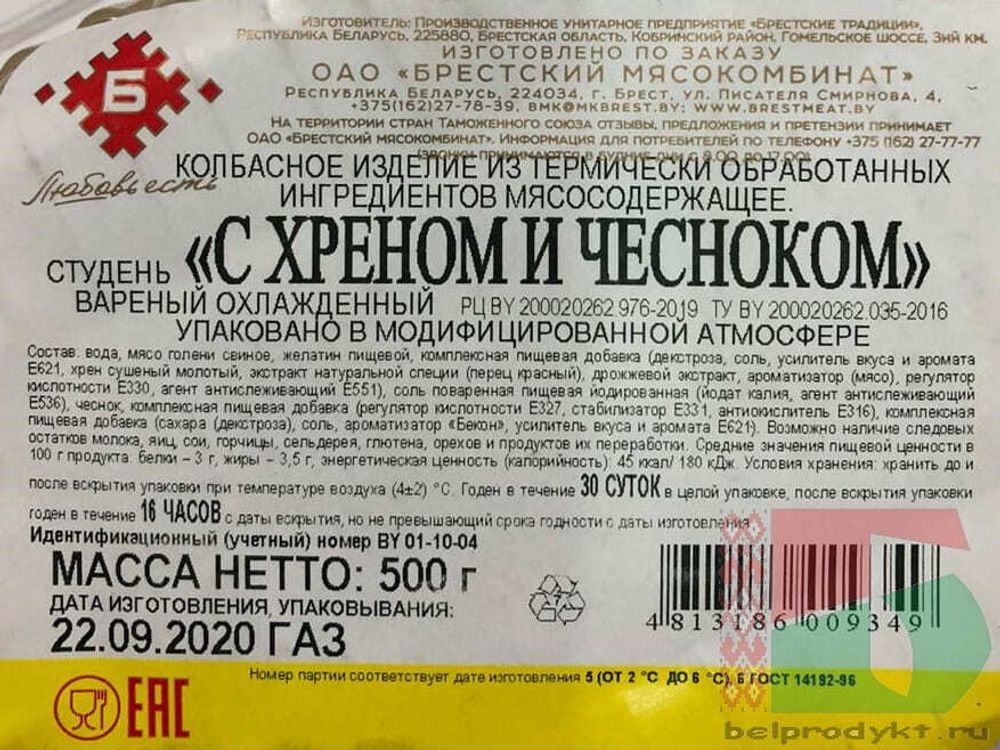 Изготовитель: Производственное унитарное предприятие «Брестские традиции»,
Республика Беларусь, 225880, Брестская область, Кобринский район, Гомельское шоссе, 3ий км.
ИЗГОТОВЛЕНО ПО ЗАКАЗУ
ОАО «БРЕСТСКИЙ МЯСОКОМБИНАТ»
Республика Беларусь, 224034, г. Брест, ул. Писателя Смирнова, 4,
+375(162)27-78-39, BMK@MKBREST.BY; WWW.BRESTMEAT.BY
На территории стран Таможенного союза отзывы, предложения и претензии принимает
ОАО «Брестский мясокомбинат». Информация для потребителей по телефону +375 (162) 27-77-77
(звонки принимаются в будние дни с 8.00 до 17.00)
Б
Любовь есть
КОЛБАСНОЕ ИЗДЕЛИЕ ИЗ ТЕРМИЧЕСКИ ОБРАБОТАННЫХ
ИНГРЕДИЕНТОВ МЯСОСОДЕРЖАЩЕЕ.
СТУДЕНЬ «С ХРЕНОМ И ЧЕСНОКОМ»
ВАРЕНЫЙ ОХЛАЖДЕННЫЙ РЦ BY 200020262.976-2019 ТУ BY 200020262.035-2016
УПАКОВАНО В МОДИФИЦИРОВАННОЙ АТМОСФЕРЕ
Состав: вода, мясо голени свиное, желатин пищевой, комплексная пищевая добавка (декстроза, соль, усилитель вкуса и аромата
Е621, хрен сушеный молотый, экстракт натуральной специи (перец красный), дрожжевой экстракт, ароматизатор (мясо), регулятор
кислотности Е330, агент антислеживающий Е551), соль поваренная пищевая йодированная (йодат калия, агент антислеживающий
Е536), чеснок, комплексная пищевая добавка (регулятор кислотности Е327, стабилизатор Е331, антиокислитель Е316), комплексная
пищевая добавка (сахара (декстроза), соль, ароматизатор «Бекон», усилитель вкуса и аромата Е621). Возможно наличие следовых
остатков молока, яиц, сои, горчицы, сельдерея, глютена, орехов и продуктов их переработки. Средние значения пищевой ценности в
100 г продукта: белки – 3 г, жиры – 3,5 г, энергетическая ценность (калорийность): 45 ккал/ 180 кДж. Условия хранения: хранить до и
после вскрытия упаковки при температуре воздуха (4±2) °С. Годен в течение 30 СУТОК в целой упаковке, после вскрытия упаковки
годен в течение 16 ЧАСОВ с даты вскрытия, но не превышающий срока годности с даты изготовления
Идентификационный (учетный) номер BY 01-10-04
МАССА НЕТТО: 500 г
ДАТА ИЗГОТОВЛЕНИЯ, УПАКОВЫВАНИЯ:
22.09.2020 ГАЗ
4 813186 009349
Номер партии соответствует дате изготовления 5 (ОТ 2 °С ДО 6 °С), 6 ГОСТ 14192-96
EAC
belprodykt.ru